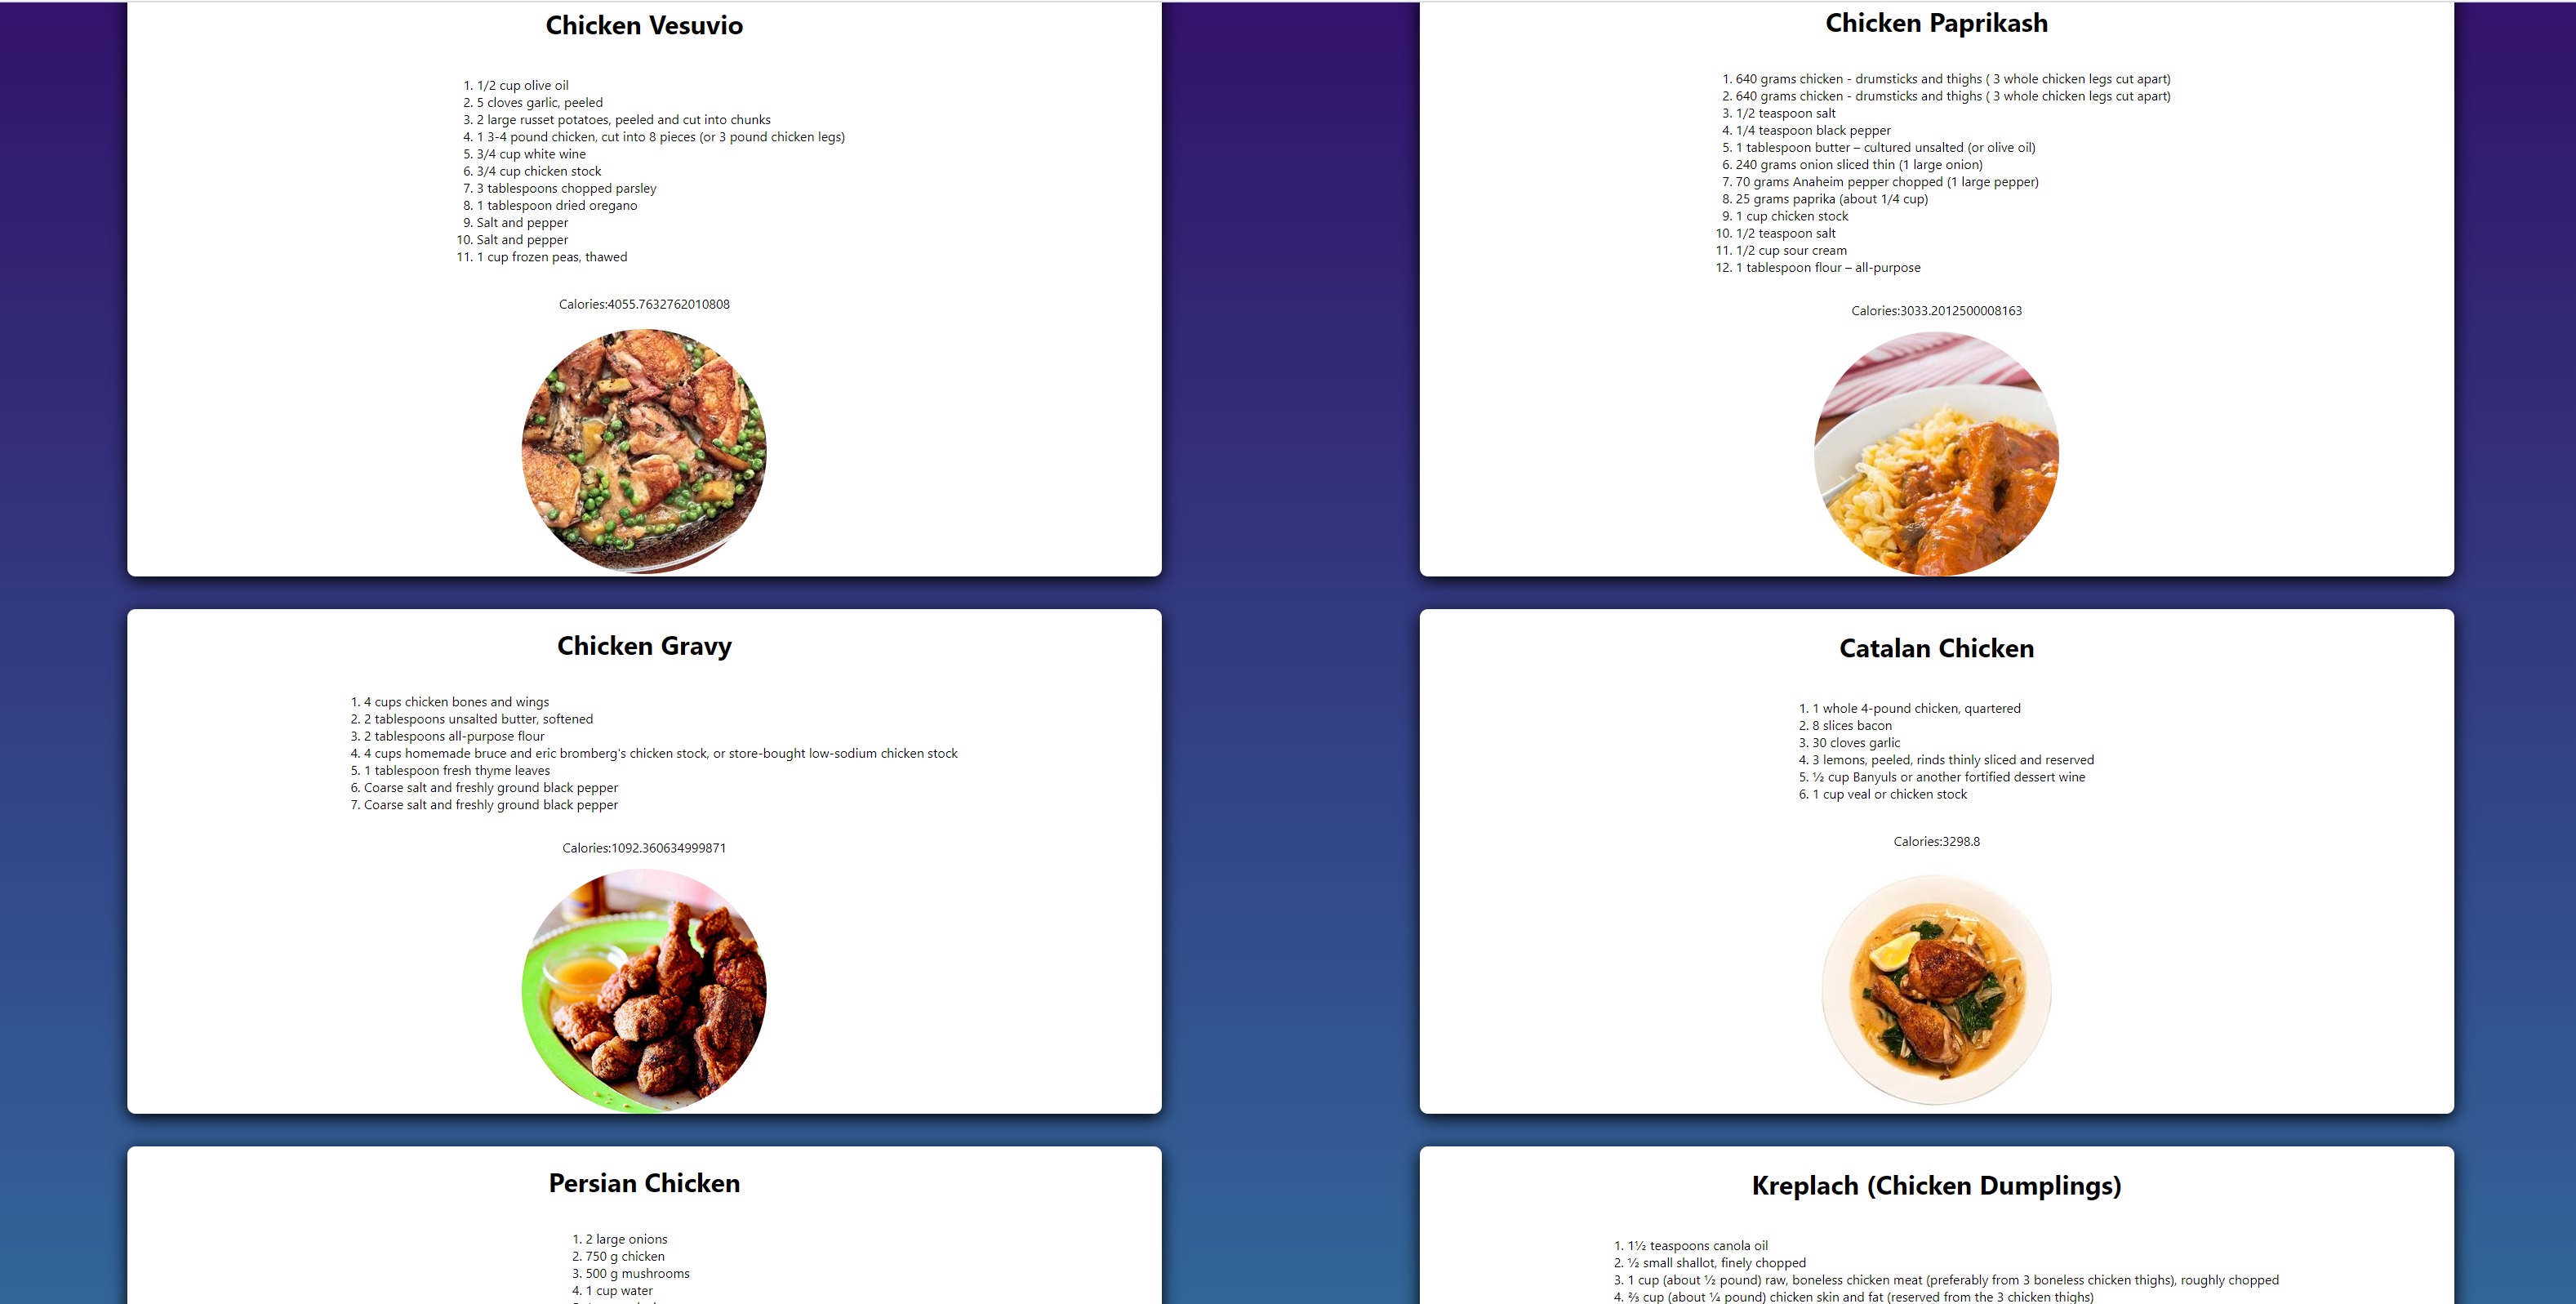 Chicken Vesuvio
1. 1/2 cup olive oil
2. 5 cloves garlic, peeled
3. 2 large russet potatoes, peeled and cut into chunks
4. 1 3-4 pound chicken, cut into 8 pieces (or 3 pound chicken legs)
5. 3/4 cup white wine
6. 3/4 cup chicken stock
7. 3 tablespoons chopped parsley
8. 1 tablespoon dried oregano
9. Salt and pepper
10. Salt and pepper
11. 1 cup frozen peas, thawed
Calories:4055.7632762010808
Chicken Paprikash
1. 640 grams chicken - drumsticks and thighs ( 3 whole chicken legs cut apart)
2. 640 grams chicken - drumsticks and thighs ( 3 whole chicken legs cut apart)
3. 1/2 teaspoon salt
4. 1/4 teaspoon black pepper
5. 1 tablespoon butter – cultured unsalted (or olive oil)
6. 240 grams onion sliced thin (1 large onion)
7. 70 grams Anaheim pepper chopped (1 large pepper)
8. 25 grams paprika (about 1/4 cup)
9. 1 cup chicken stock
10. 1/2 teaspoon salt
11. 1/2 cup sour cream
12. 1 tablespoon flour – all-purpose
Calories:3033.2012500008163
Chicken Gravy
1. 4 cups chicken bones and wings
2. 2 tablespoons unsalted butter, softened
3. 2 tablespoons all-purpose flour
4. 4 cups homemade bruce and eric bromberg's chicken stock, or store-bought low-sodium chicken stock
5. 1 tablespoon fresh thyme leaves
6. Coarse salt and freshly ground black pepper
7. Coarse salt and freshly ground black pepper
Calories:1092.360634999871
Catalan Chicken
1. 1 whole 4-pound chicken, quartered
2. 8 slices bacon
3. 30 cloves garlic
4. 3 lemons, peeled, rinds thinly sliced and reserved
5. ½ cup Banyuls or another fortified dessert wine
6. 1 cup veal or chicken stock
Calories:3298.8
Persian Chicken
1. 2 large onions
2. 750 g chicken
3. 500 g mushrooms
4. 1 cup water
Kreplach (Chicken Dumplings)
1. 1½ teaspoons canola oil
2. ½ small shallot, finely chopped
3. 1 cup (about ½ pound) raw, boneless chicken meat (preferably from 3 boneless chicken thighs), roughly chopped
4. ⅔ cup (about ¼ pound) chicken skin and fat (reserved from the 3 chicken thighs)